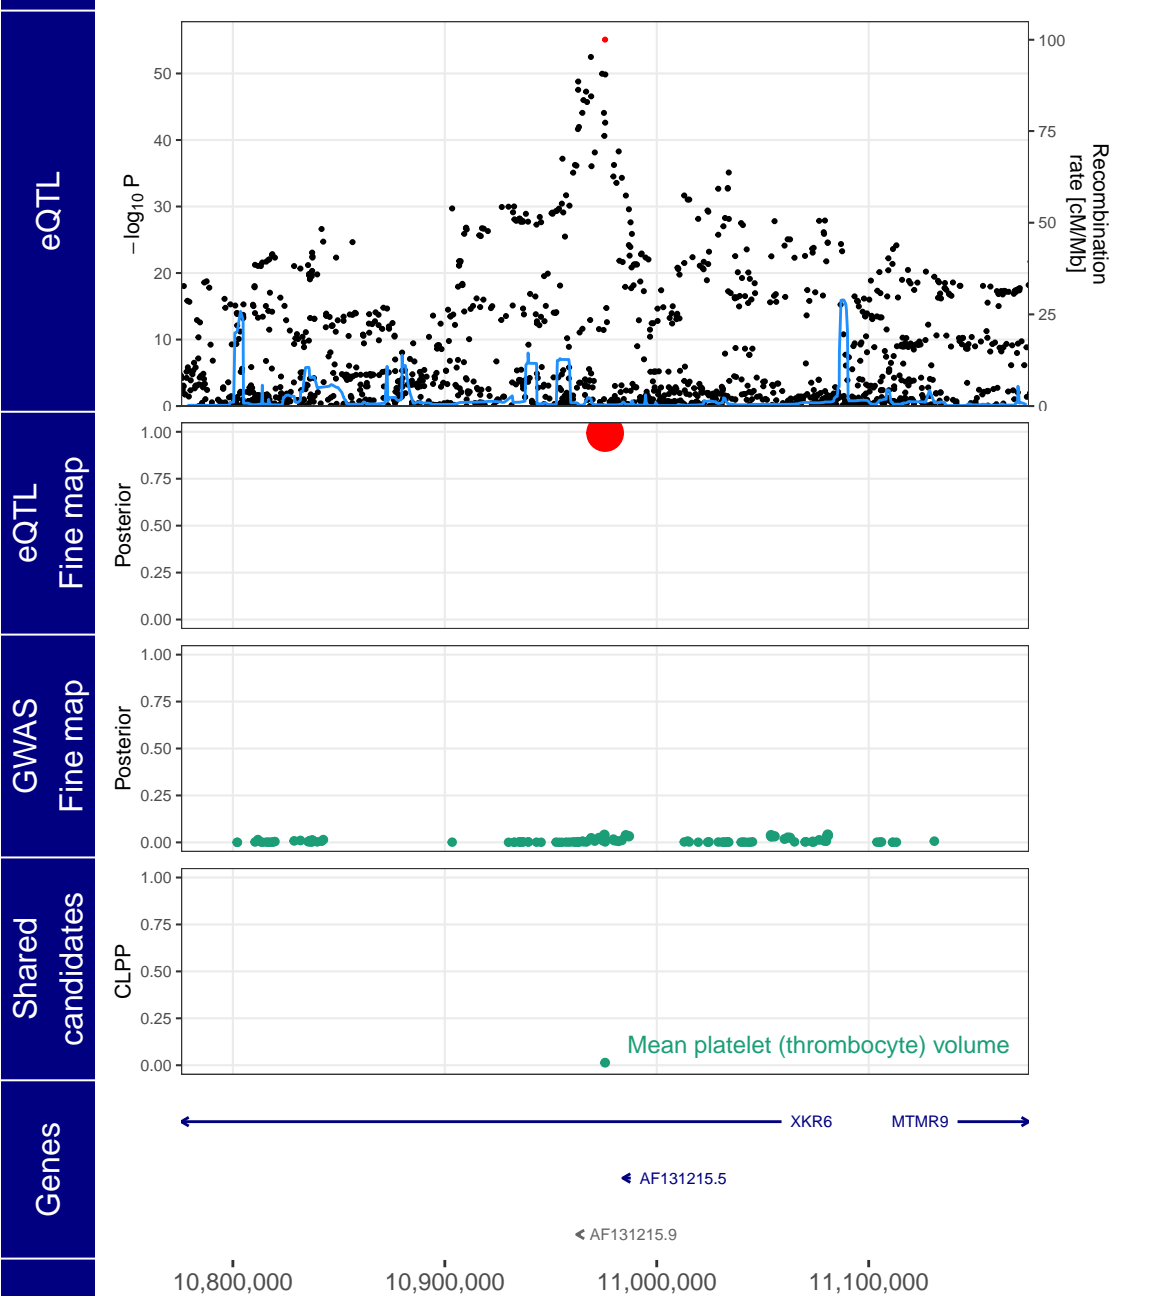 eQTL
− log10 P
50
40
30
20
10
0
100
75
50
25
0
Recombination
rate [cM/Mb]
eQTL
Fine map
Posterior
1.00
0.75
0.50
0.25
0.00
GWAS
Fine map
Posterior
1.00
0.75
0.50
0.25
0.00
Shared
candidates
CLPP
1.00
0.75
0.50
0.25
0.00
Mean platelet (thrombocyte) volume
Genes
XKR6
MTMR9
AF131215.5
AF131215.9
10,800,000
10,900,000
11,000,000
11,100,000